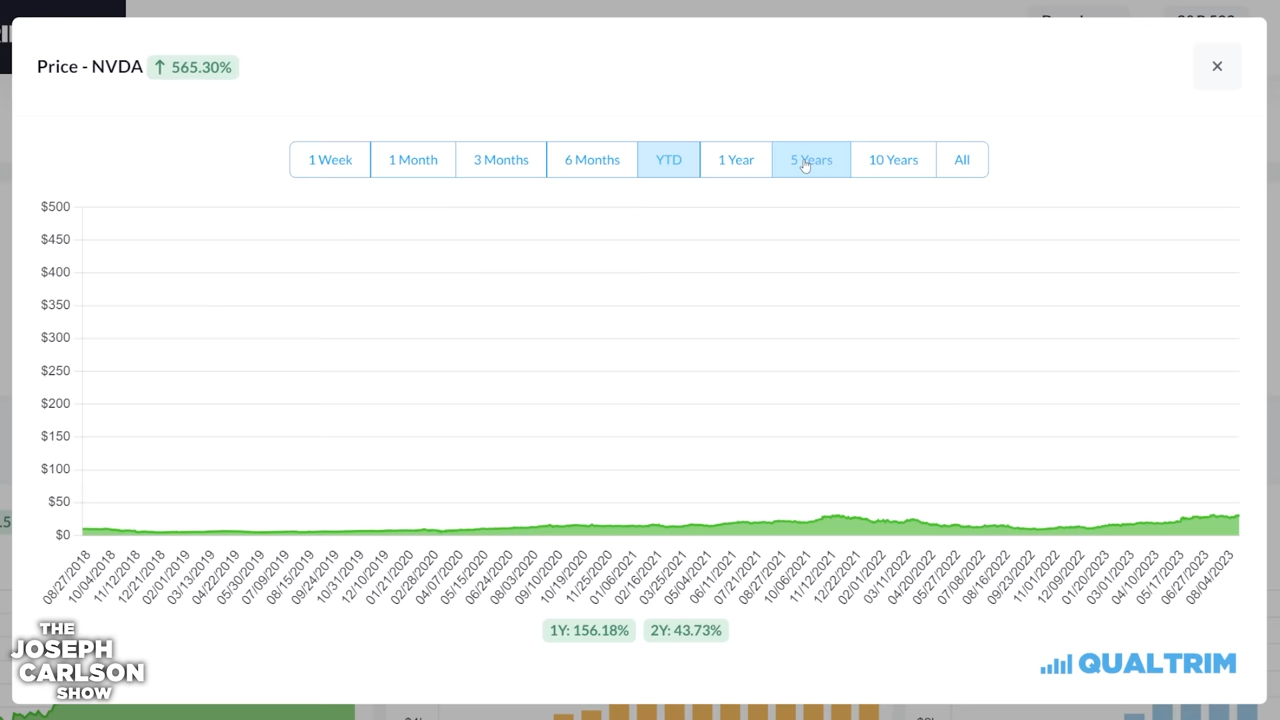 Price - NVDA ↑ 565.30%
×
1 Week 1 Month 3 Months 6 Months YTD 1 Year 5 Years 10 Years All
$500
$450
$400
$350
$300
$250
$200
$150
$100
$50
$0
08/27/2018 10/04/2018 11/12/2018 12/21/2018 02/01/2019 03/13/2019 04/22/2019 05/30/2019 07/09/2019 08/15/2019 09/24/2019 10/31/2019 12/10/2019 01/21/2020 02/28/2020 04/07/2020 05/15/2020 06/24/2020 08/03/2020 09/10/2020 10/19/2020 11/25/2020 01/06/2021 02/16/2021 03/25/2021 05/04/2021 06/11/2021 07/21/2021 08/27/2021 10/06/2021 11/12/2021 12/22/2021 02/01/2022 03/11/2022 04/20/2022 05/27/2022 07/08/2022 08/16/2022 09/23/2022 11/01/2022 12/09/2022 01/20/2023 03/01/2023 04/10/2023 05/17/2023 06/27/2023 08/04/2023
1Y: 156.18% 2Y: 43.73%
THE
JOSEPH
CARLSON
SHOW
QUALTRIM